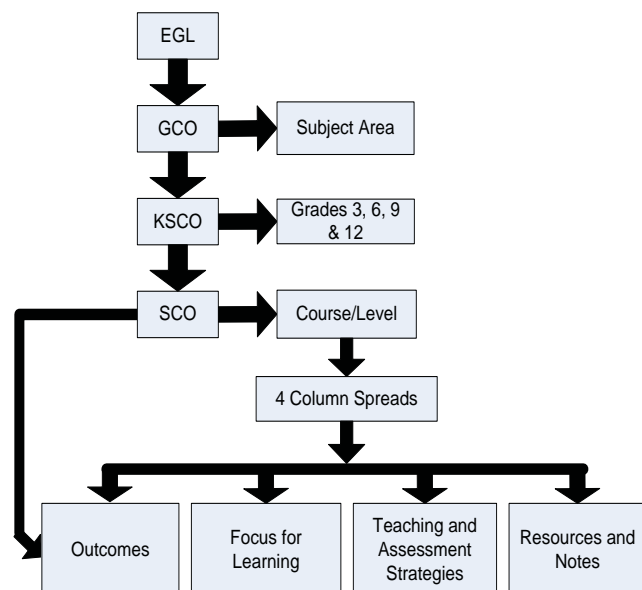 EGL
GCO
Subject Area
KSCO
Grades 3, 6, 9
& 12
SCO
Course/Level
4 Column Spreads
Outcomes
Focus for
Learning
Teaching and
Assessment
Strategies
Resources and
Notes